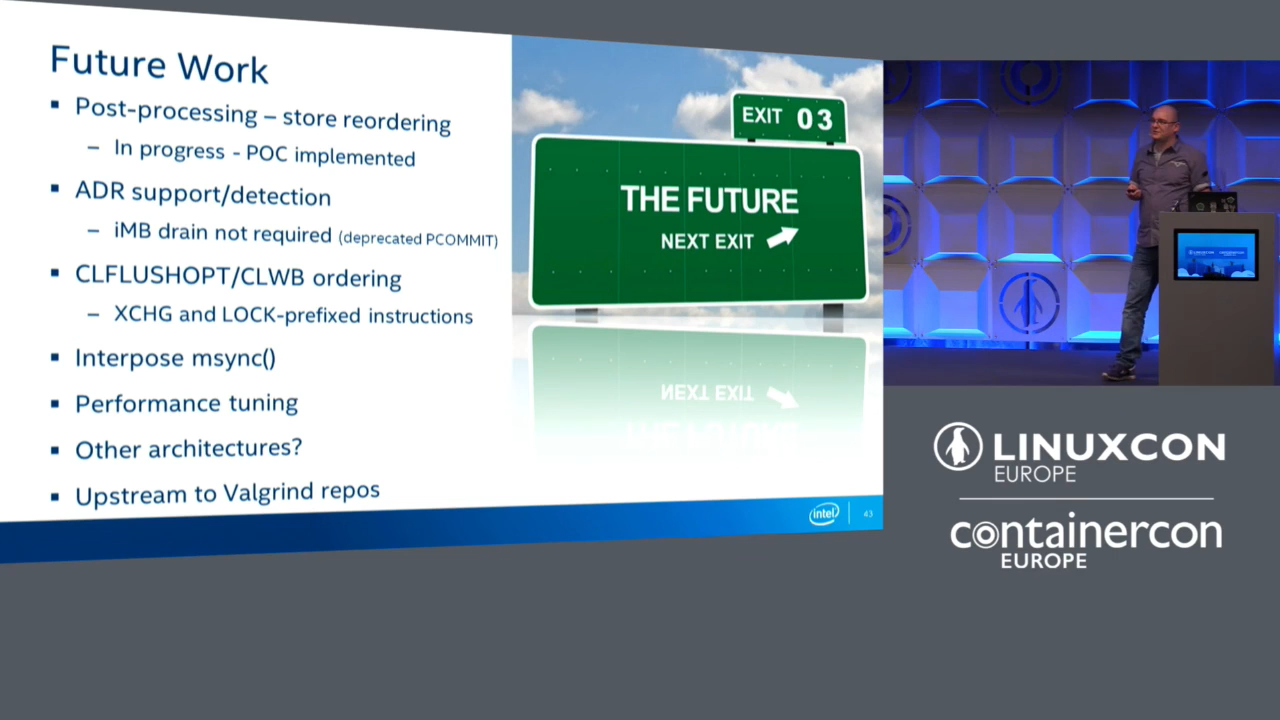 Future Work
▪ Post-processing – store reordering
– In progress - POC implemented
▪ ADR support/detection
– iMB drain not required (deprecated PCOMMIT)
▪ CLFLUSHOPT/CLWB ordering
– XCHG and LOCK-prefixed instructions
▪ Interpose msync()
▪ Performance tuning
▪ Other architectures?
▪ Upstream to Valgrind repos
EXIT 03
THE FUTURE
NEXT EXIT
NEXT EXIT
THE FUTURE
intel
43
LINUXCON
EUROPE
containercon
EUROPE